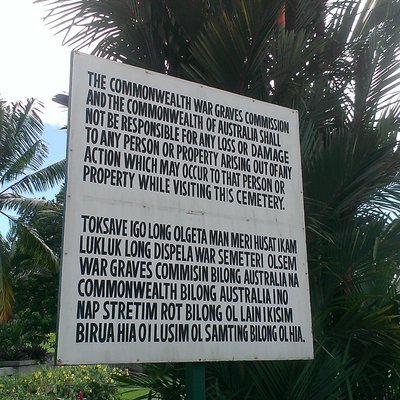 THE COMMONWEALTH WAR GRAVES COMMISSION
AND THE COMMONWEALTH OF AUSTRALIA SHALL
NOT BE RESPONSIBLE FOR ANY LOSS OR DAMAGE
TO ANY PERSON OR PROPERTY ARISING OUT OF ANY
ACTION WHICH MAY OCCUR TO THAT PERSON OR
PROPERTY WHILE VISITING THIS CEMETERY.
TOKSAVE I GO LONG OLGETA MAN MERI HUSAT I KAM
LUKLUK LONG DISPELA WAR SEMETERI OLSEM
WAR GRAVES COMMISIN BILONG AUSTRALIA NA
COMMONWEALTH BILONG AUSTRALIA I NO
NAP STRETIM ROT BILONG OL LAIN I KISIM
BIRUA HIA O I LUSIM OL SAMTING BILONG OL HIA.